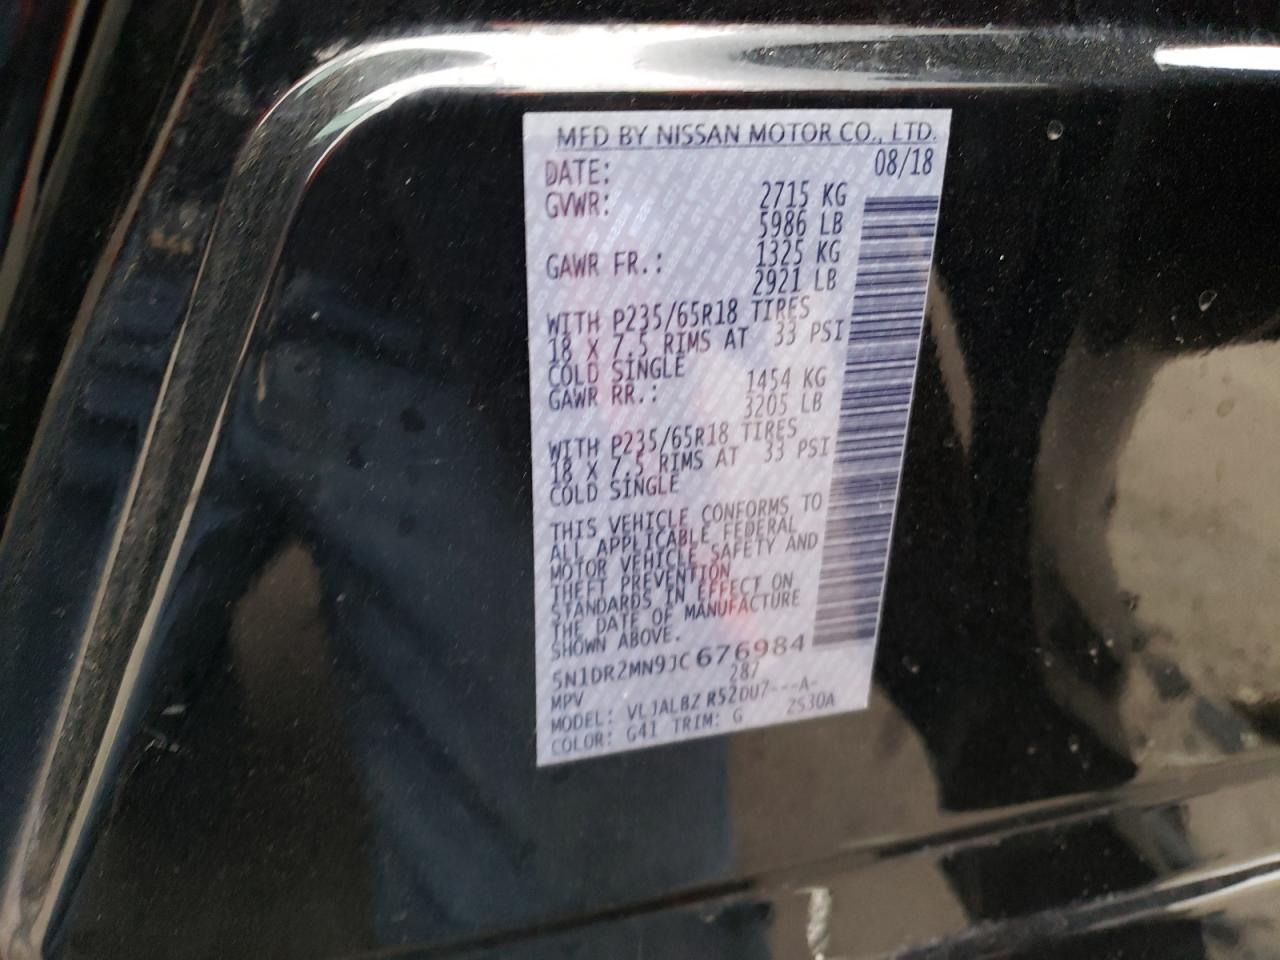 MFD BY NISSAN MOTOR CO., LTD.
DATE: 08/18
GVWR: 2715 KG
5986 LB
GAWR FR.: 1325 KG
2921 LB
WITH P235/65R18 TIRES
18 X 7.5 RIMS AT 33 PSI
COLD SINGLE
GAWR RR.: 1454 KG
3205 LB
WITH P235/65R18 TIRES
18 X 7.5 RIMS AT 33 PSI
COLD SINGLE
THIS VEHICLE CONFORMS TO
ALL APPLICABLE FEDERAL
MOTOR VEHICLE SAFETY AND
THEFT PREVENTION
STANDARDS IN EFFECT ON
THE DATE OF MANUFACTURE
SHOWN ABOVE.
5N1DR2MN9JC676984
MPV 287
MODEL: VLJALBZ R52DU7---A-
COLOR: G41 TRIM: G 2S30A